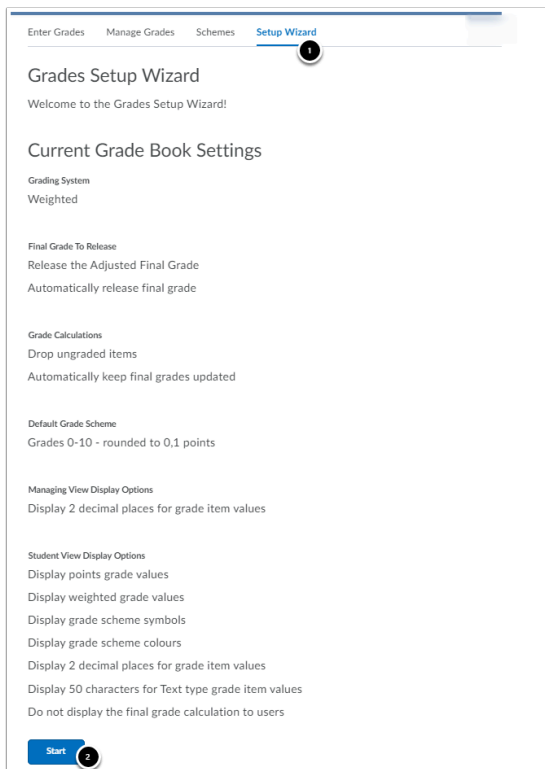 Enter Grades Manage Grades Schemes Setup Wizard
1
Grades Setup Wizard
Welcome to the Grades Setup Wizard!
Current Grade Book Settings
Grading System
Weighted
Final Grade To Release
Release the Adjusted Final Grade
Automatically release final grade
Grade Calculations
Drop ungraded items
Automatically keep final grades updated
Default Grade Scheme
Grades 0-10 - rounded to 0,1 points
Managing View Display Options
Display 2 decimal places for grade item values
Student View Display Options
Display points grade values
Display weighted grade values
Display grade scheme symbols
Display grade scheme colours
Display 2 decimal places for grade item values
Display 50 characters for Text type grade item values
Do not display the final grade calculation to users
Start 2